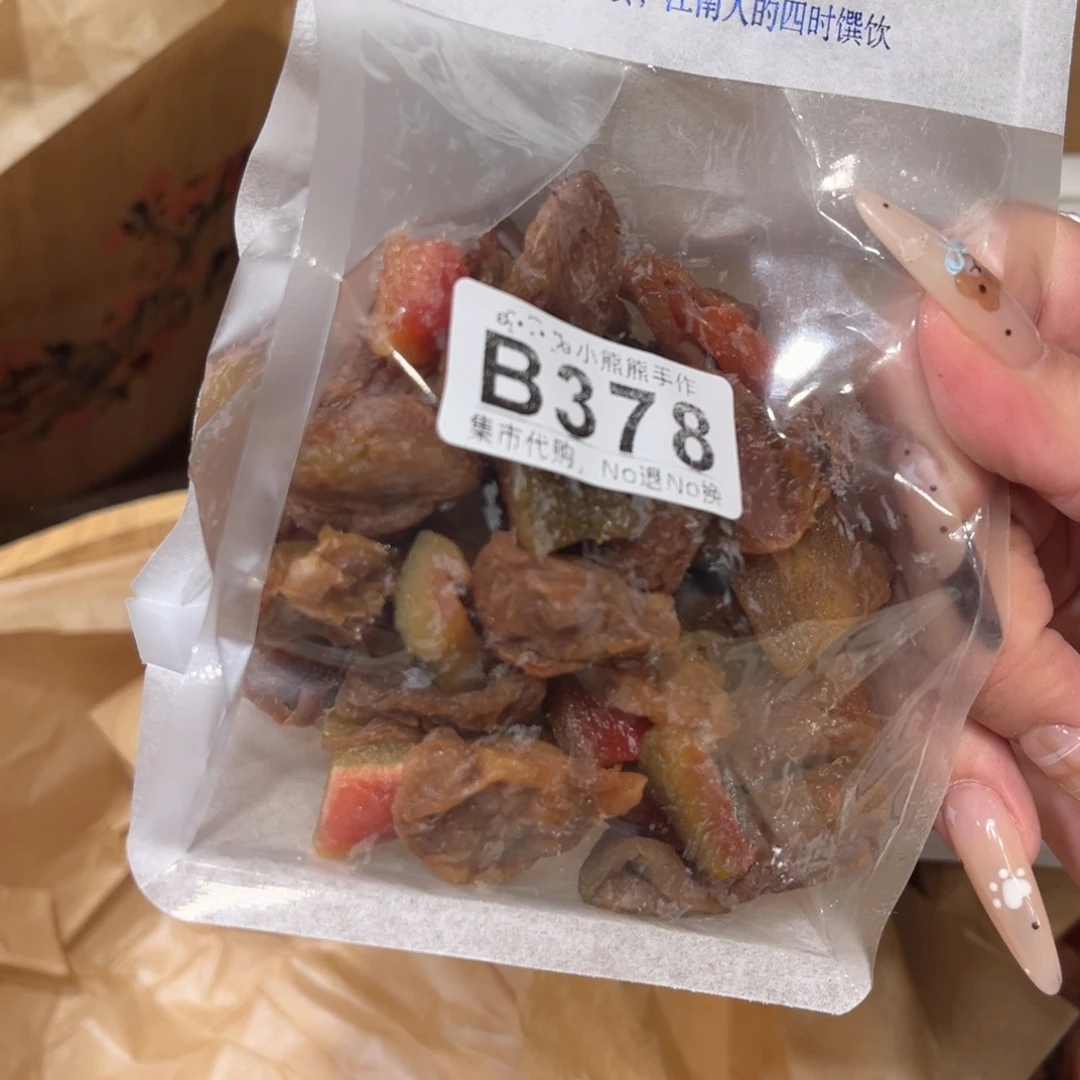 江南人的四时馔饮
小熊熊手作
B378
集市代购，No退No换